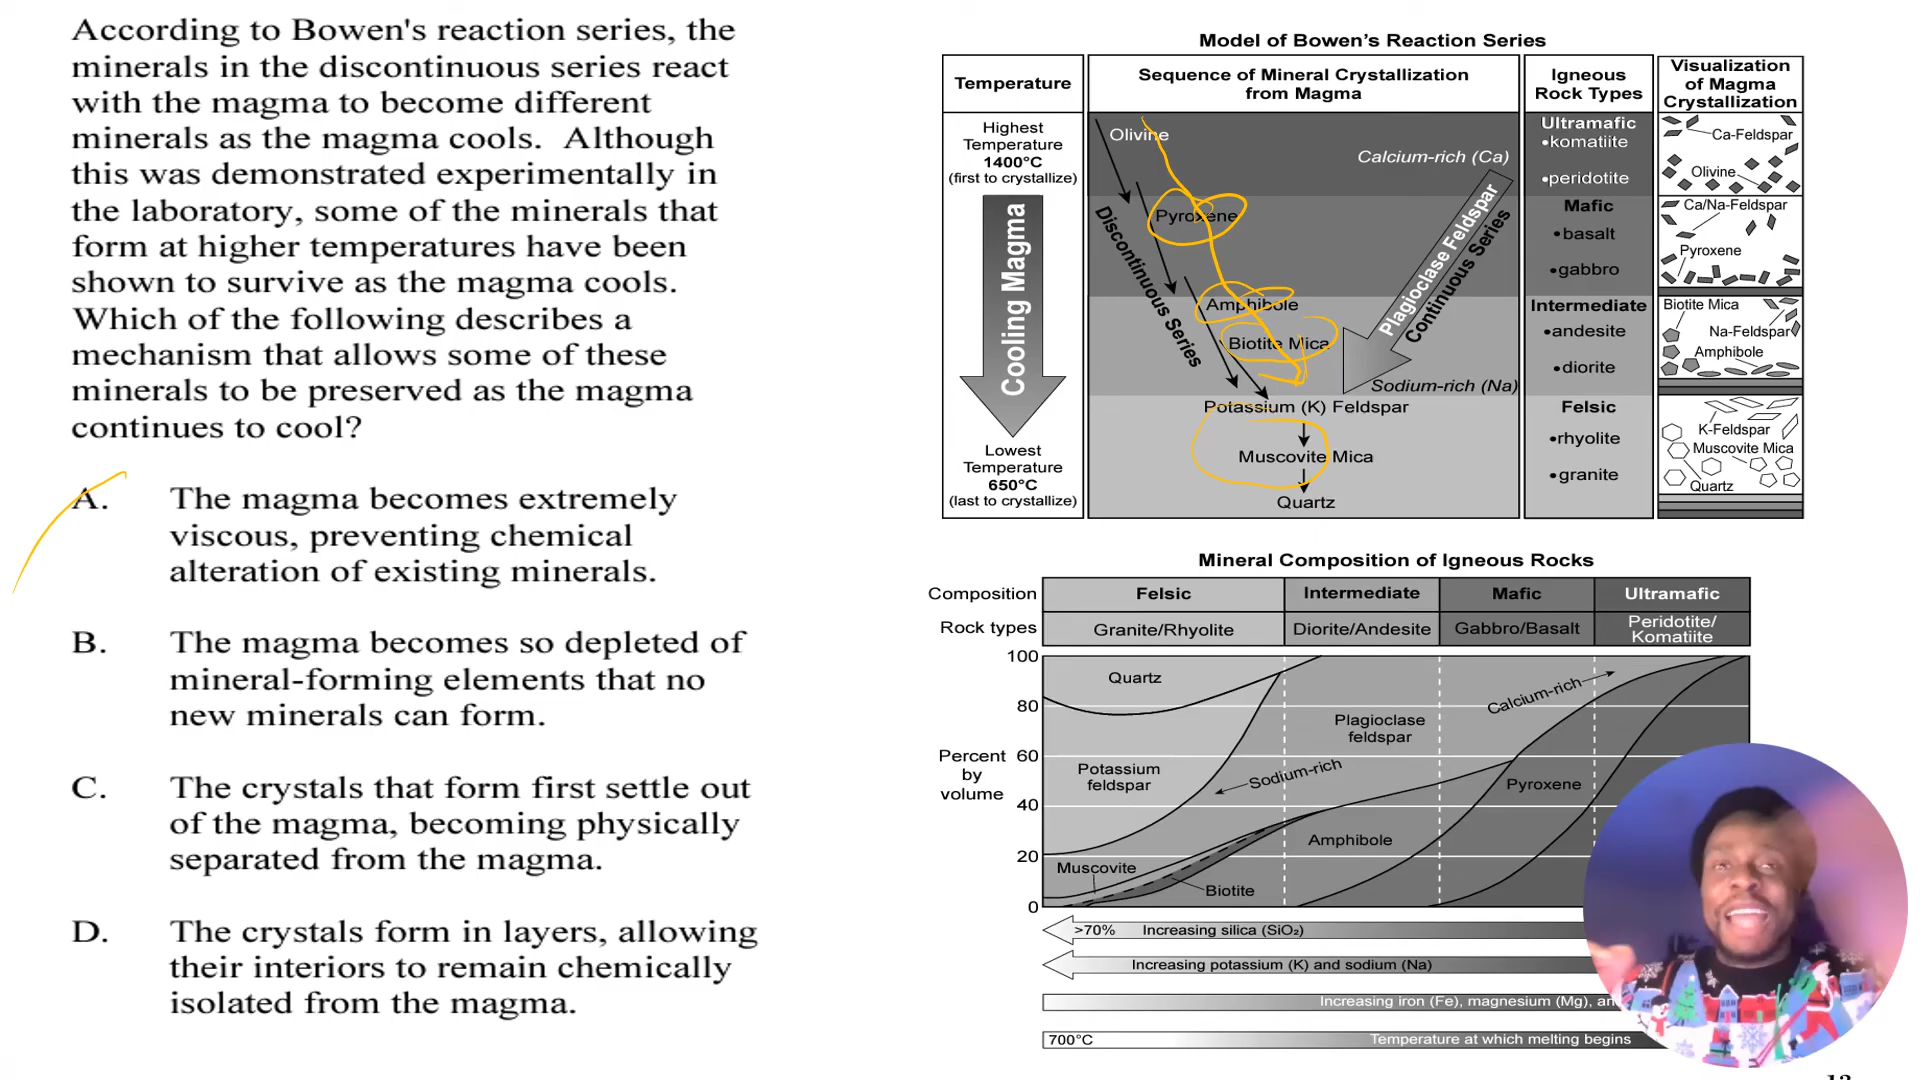 According to Bowen's reaction series, the
minerals in the discontinuous series react
with the magma to become different
minerals as the magma cools.  Although
this was demonstrated experimentally in
the laboratory, some of the minerals that
form at higher temperatures have been
shown to survive as the magma cools.
Which of the following describes a
mechanism that allows some of these
minerals to be preserved as the magma
continues to cool?
A. The magma becomes extremely
viscous, preventing chemical
alteration of existing minerals.
B. The magma becomes so depleted of
mineral-forming elements that no
new minerals can form.
C. The crystals that form first settle out
of the magma, becoming physically
separated from the magma.
D. The crystals form in layers, allowing
their interiors to remain chemically
isolated from the magma.
Model of Bowen's Reaction Series
Temperature
Sequence of Mineral Crystallization
from Magma
Igneous
Rock Types
Visualization
of Magma
Crystallization
Highest
Temperature
1400°C
(first to crystallize)
Cooling Magma
Lowest
Temperature
650°C
(last to crystallize)
Olivine
Pyroxene
Amphibole
Biotite Mica
Discontinuous Series
Calcium-rich (Ca)
Plagioclase Feldspar
Continuous Series
Sodium-rich (Na)
Potassium (K) Feldspar
Muscovite Mica
Quartz
Ultramafic
•komatiite
•peridotite
Mafic
•basalt
•gabbro
Intermediate
•andesite
•diorite
Felsic
•rhyolite
•granite
Ca-Feldspar
Olivine
Ca/Na-Feldspar
Pyroxene
Biotite Mica
Na-Feldspar
Amphibole
K-Feldspar
Muscovite Mica
Quartz
Mineral Composition of Igneous Rocks
Composition Felsic Intermediate Mafic Ultramafic
Rock types Granite/Rhyolite Diorite/Andesite Gabbro/Basalt Peridotite/
Komatiite
Percent
by
volume
100
80
60
40
20
0
Quartz
Potassium
feldspar
Muscovite
Biotite
Sodium-rich
Plagioclase
feldspar
Calcium-rich
Amphibole
Pyroxene
>70% Increasing silica (SiO₂)
Increasing potassium (K) and sodium (Na)
Increasing iron (Fe), magnesium (Mg),
700°C Temperature at which melting begins